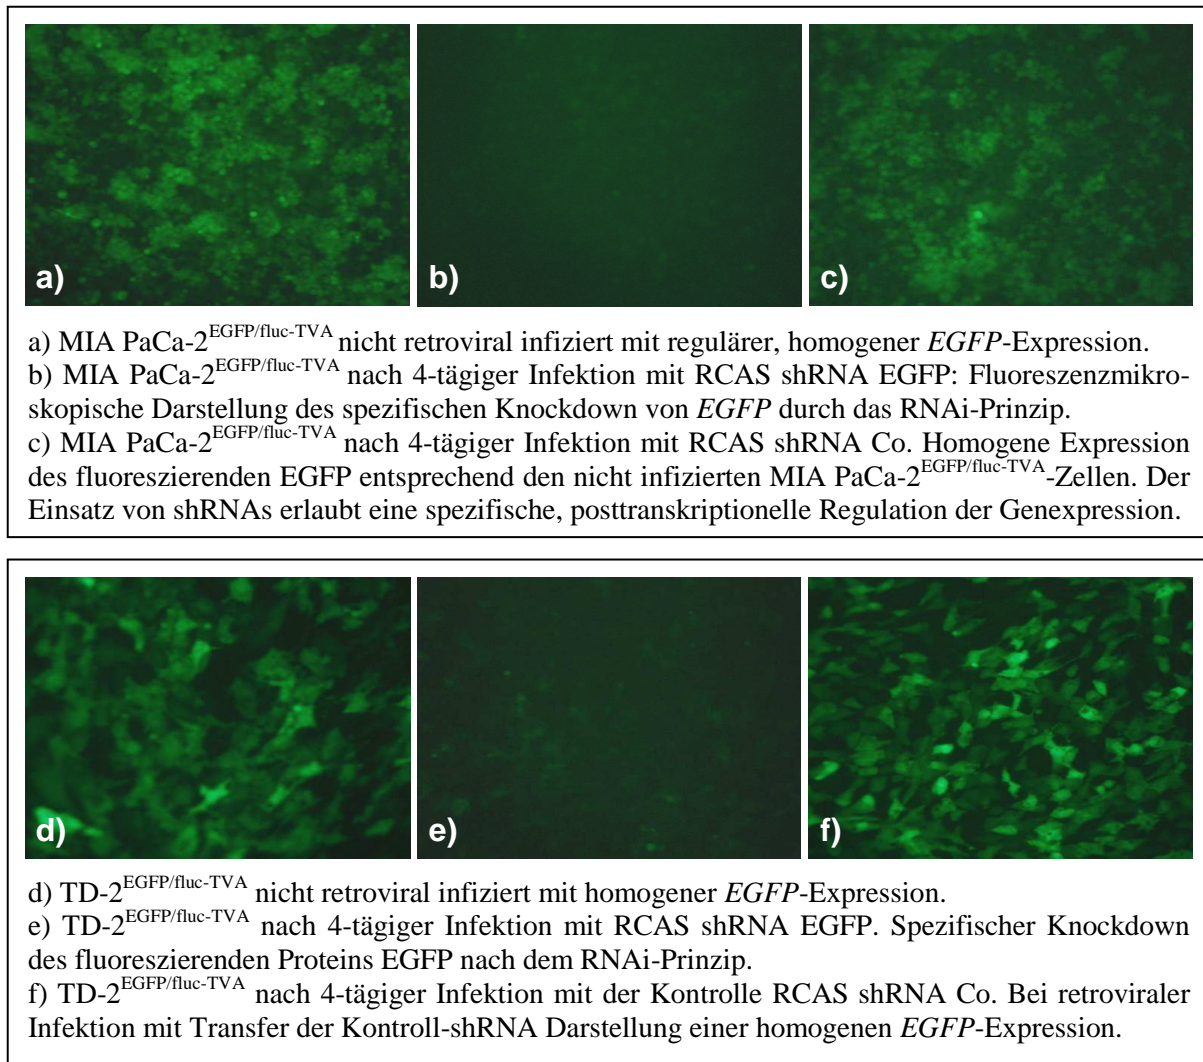 a)
b)
c)
a) MIA PaCa-2EGFP/fluc-TVA nicht retroviral infiziert mit regulärer, homogener EGFP-Expression.
b) MIA PaCa-2EGFP/fluc-TVA nach 4-tägiger Infektion mit RCAS shRNA EGFP: Fluoreszenzmikro-
skopische Darstellung des spezifischen Knockdown von EGFP durch das RNAi-Prinzip.
c) MIA PaCa-2EGFP/fluc-TVA nach 4-tägiger Infektion mit RCAS shRNA Co. Homogene Expression
des fluoreszierenden EGFP entsprechend den nicht infizierten MIA PaCa-2EGFP/fluc-TVA-Zellen. Der
Einsatz von shRNAs erlaubt eine spezifische, posttranskriptionelle Regulation der Genexpression.
d)
e)
f)
d) TD-2EGFP/fluc-TVA nicht retroviral infiziert mit homogener EGFP-Expression.
e) TD-2EGFP/fluc-TVA nach 4-tägiger Infektion mit RCAS shRNA EGFP. Spezifischer Knockdown
des fluoreszierenden Proteins EGFP nach dem RNAi-Prinzip.
f) TD-2EGFP/fluc-TVA nach 4-tägiger Infektion mit der Kontrolle RCAS shRNA Co. Bei retroviraler
Infektion mit Transfer der Kontroll-shRNA Darstellung einer homogenen EGFP-Expression.